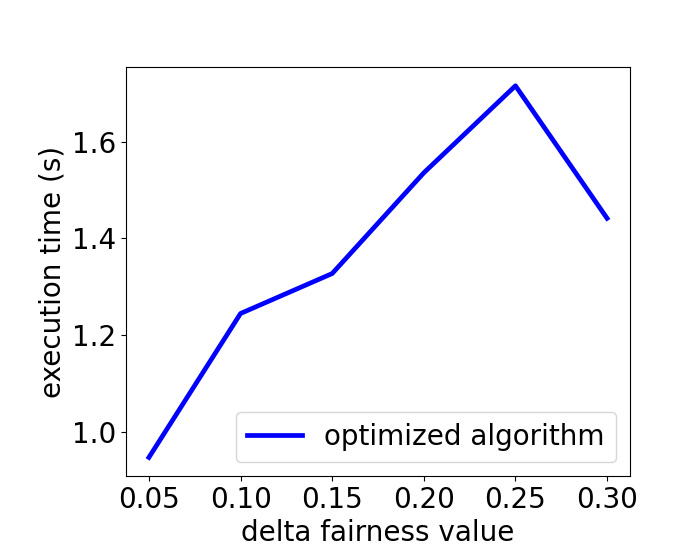 execution time (s)
1.6
1.4
1.2
1.0
optimized algorithm
0.05 0.10 0.15 0.20 0.25 0.30
delta fairness value